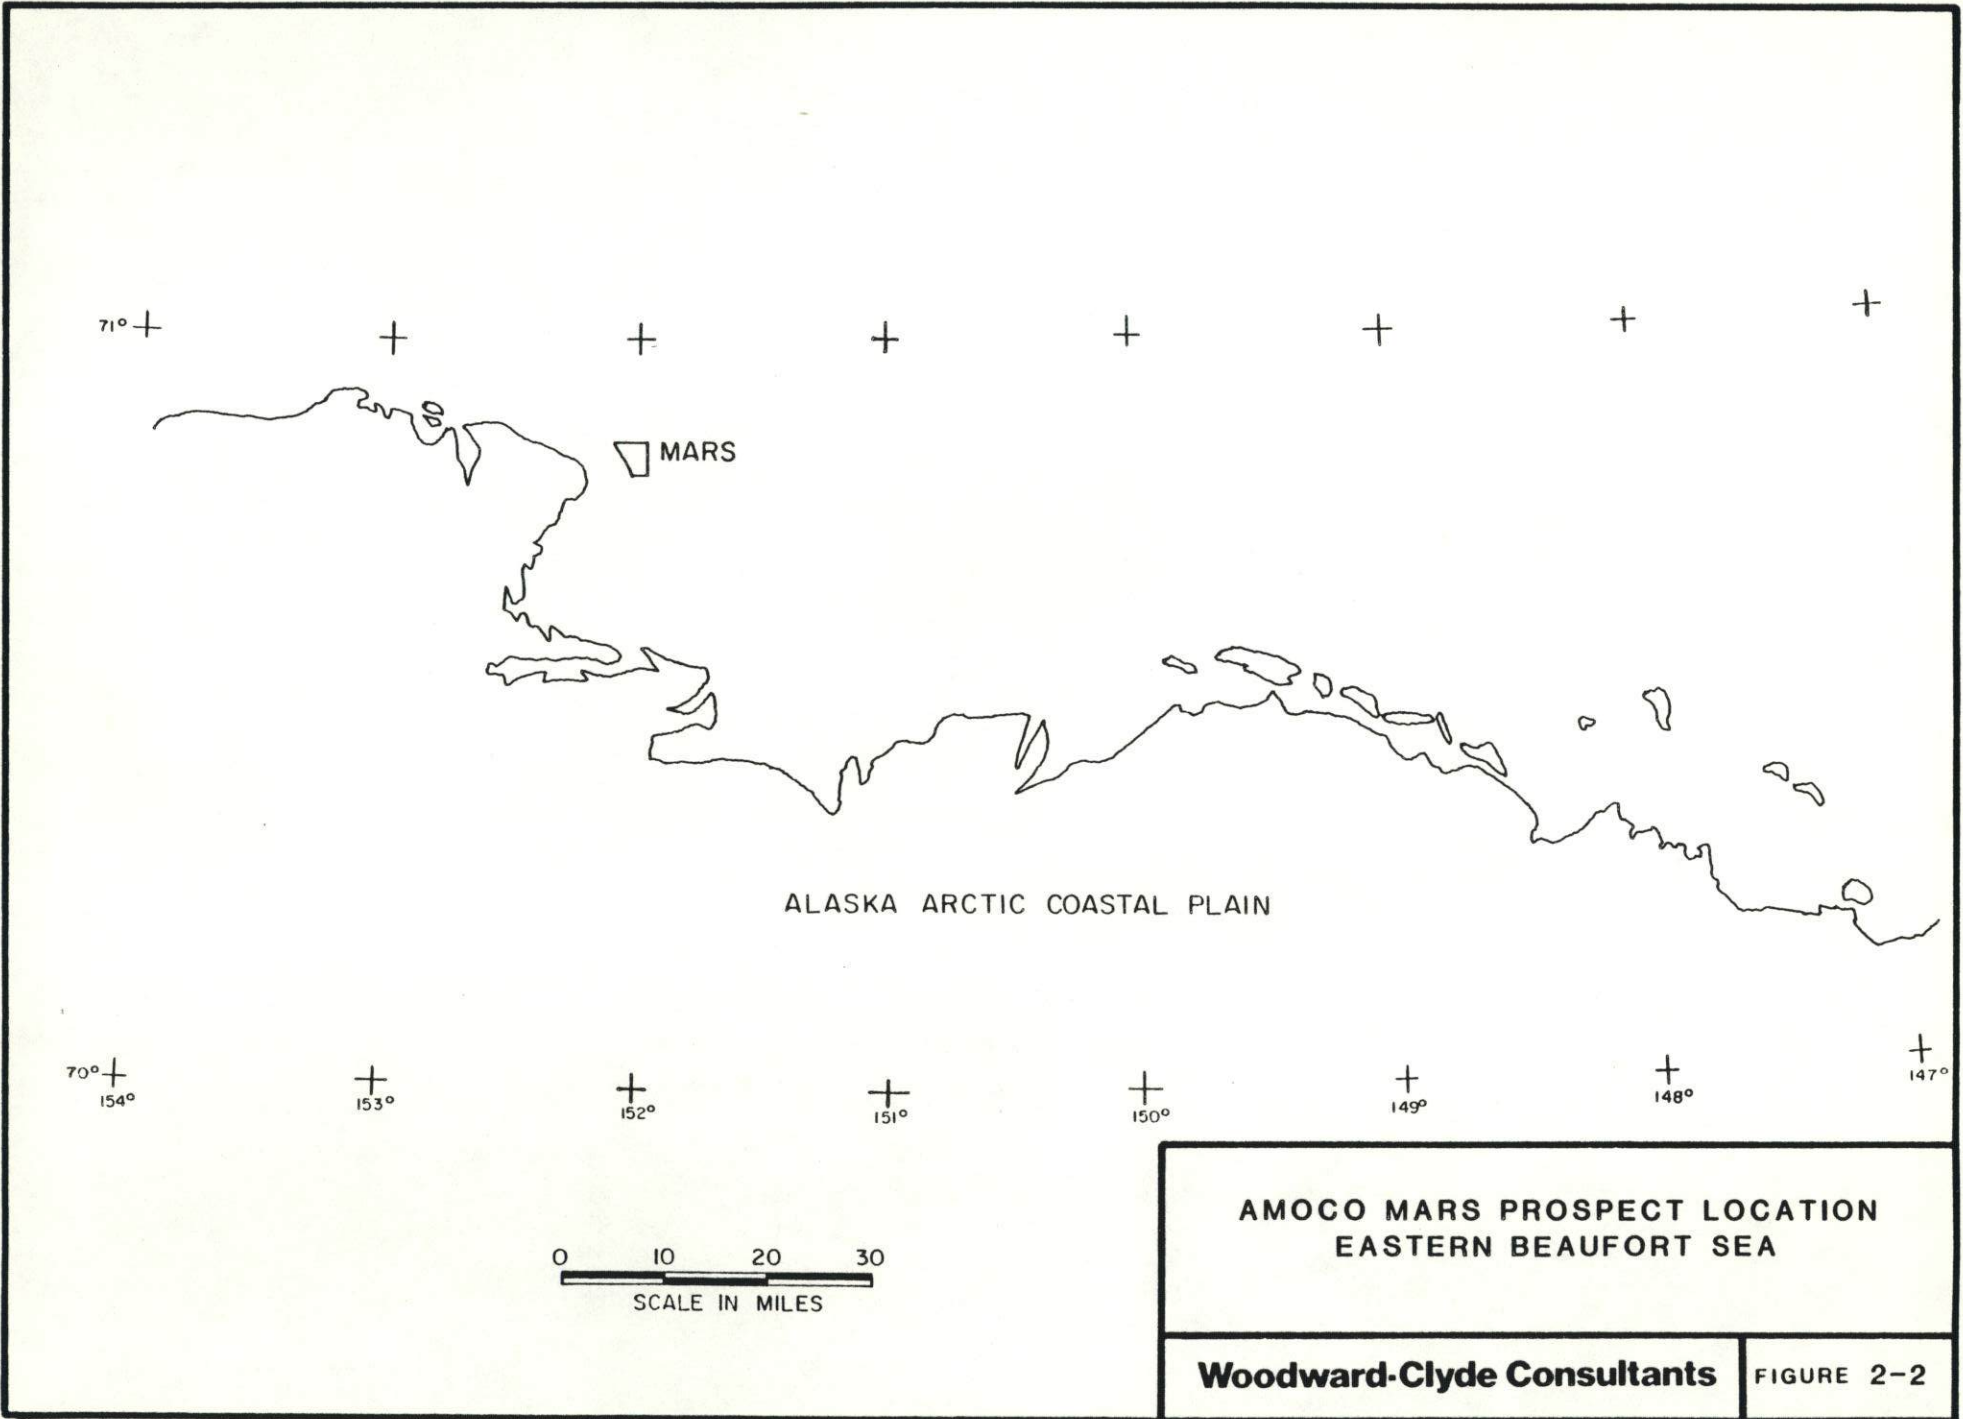 71°
MARS
ALASKA ARCTIC COASTAL PLAIN
70°
154°
153°
152°
151°
150°
149°
148°
147°
0 10 20 30
SCALE IN MILES
AMOCO MARS PROSPECT LOCATION
EASTERN BEAUFORT SEA
Woodward-Clyde Consultants
FIGURE 2-2